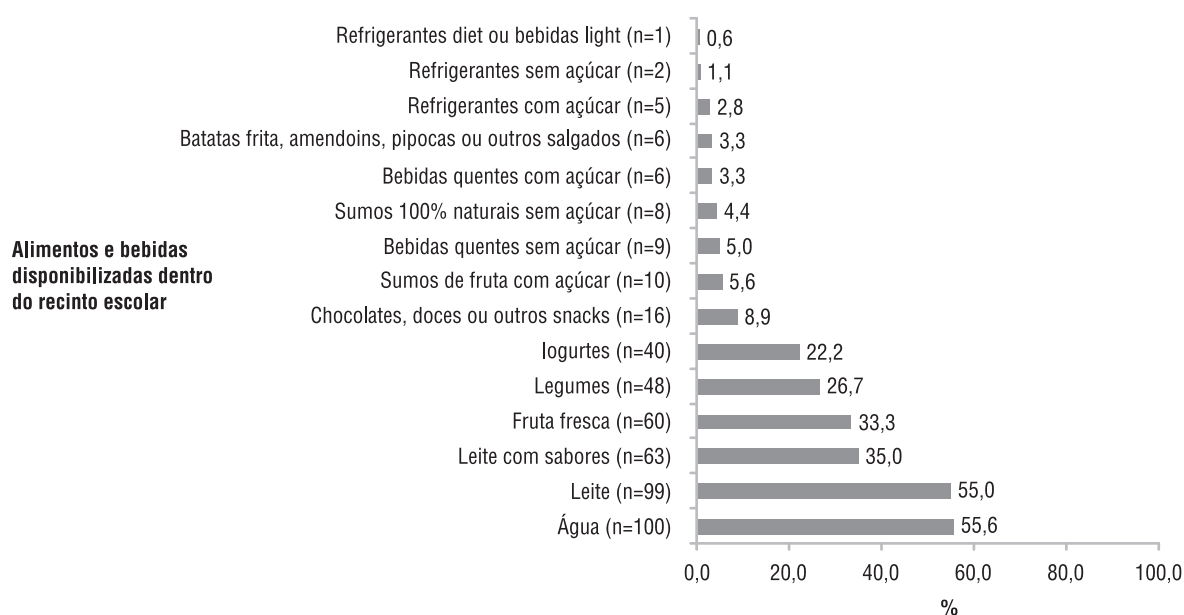 Refrigerantes diet ou bebidas light (n=1) 0,6
Refrigerantes sem açúcar (n=2) 1,1
Refrigerantes com açúcar (n=5) 2,8
Batatas frita, amendoins, pipocas ou outros salgados (n=6) 3,3
Bebidas quentes com açúcar (n=6) 3,3
Sumos 100% naturais sem açúcar (n=8) 4,4
Alimentos e bebidas
disponibilizadas dentro
do recinto escolar
Bebidas quentes sem açúcar (n=9) 5,0
Sumos de fruta com açúcar (n=10) 5,6
Chocolates, doces ou outros snacks (n=16) 8,9
Iogurtes (n=40) 22,2
Legumes (n=48) 26,7
Fruta fresca (n=60) 33,3
Leite com sabores (n=63) 35,0
Leite (n=99) 55,0
Água (n=100) 55,6
0,0 20,0 40,0 60,0 80,0 100,0
%